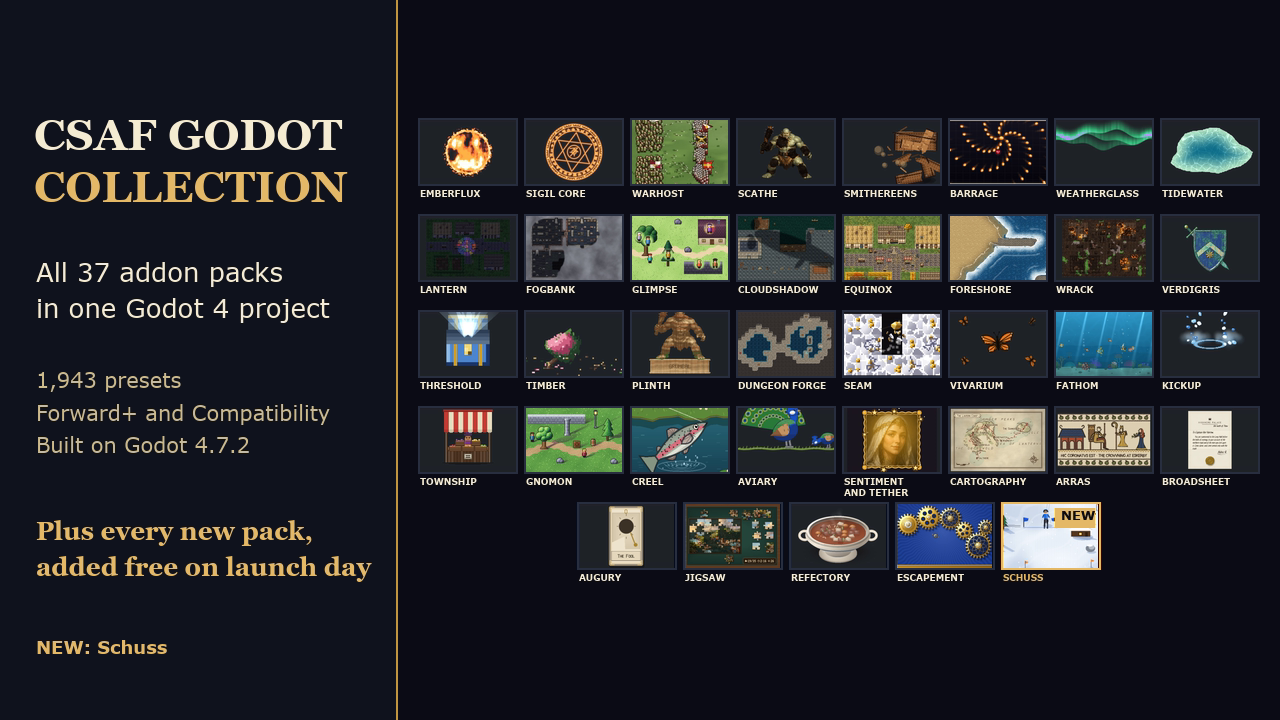 CSAF GODOT
COLLECTION
All 37 addon packs
in one Godot 4 project
1,943 presets
Forward+ and Compatibility
Built on Godot 4.7.2
Plus every new pack,
added free on launch day
NEW: Schuss
EMBERFLUX
SIGIL CORE
WARHOST
SCATHE
SMITHEREENS
BARRAGE
WEATHERGLASS
TIDEWATER
LANTERN
FOGBANK
GLIMPSE
CLOUDSHADOW
EQUINOX
FORESHORE
WRACK
VERDIGRIS
THRESHOLD
TIMBER
PLINTH
DUNGEON FORGE
SEAM
VIVARIUM
FATHOM
KICKUP
TOWNSHIP
GNOMON
CREEL
AVIARY
SENTIMENT
AND TETHER
CARTOGRAPHY
ARRAS
BROADSHEET
THE FOOL
NEW
AUGURY
JIGSAW
REFECTORY
ESCAPEMENT
SCHUSS